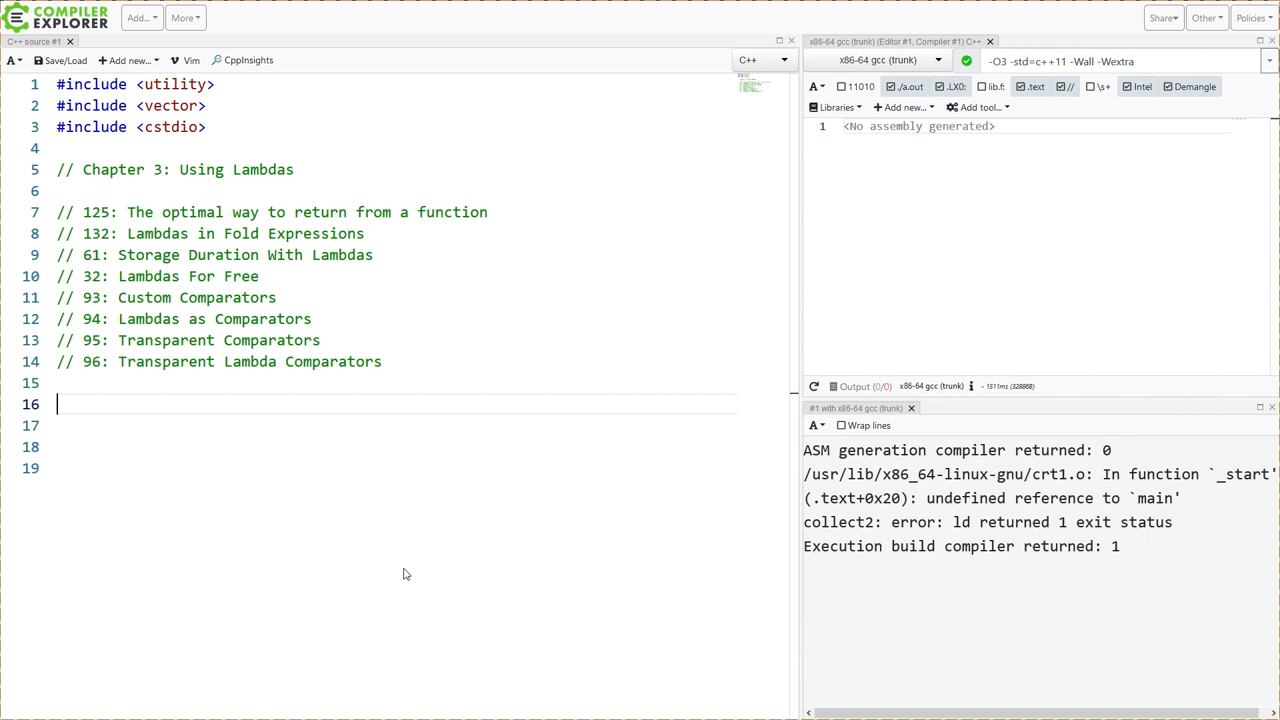 COMPILER
EXPLORER
Add...
More
Share
Other
Policies
C++ source #1
A
Save/Load
Add new...
Vim
CppInsights
C++
1 #include <utility>
2 #include <vector>
3 #include <cstdio>
4
5 // Chapter 3: Using Lambdas
6
7 // 125: The optimal way to return from a function
8 // 132: Lambdas in Fold Expressions
9 // 61: Storage Duration With Lambdas
10 // 32: Lambdas For Free
11 // 93: Custom Comparators
12 // 94: Lambdas as Comparators
13 // 95: Transparent Comparators
14 // 96: Transparent Lambda Comparators
15
16
17
18
19
x86-64 gcc (trunk) (Editor #1, Compiler #1) C++
x86-64 gcc (trunk)
-O3 -std=c++11 -Wall -Wextra
A
11010
./a.out
.LX0:
lib.f:
.text
//
\s+
Intel
Demangle
Libraries
Add new...
Add tool...
1 <No assembly generated>
Output (0/0) x86-64 gcc (trunk) i - 1511ms (32886B)
#1 with x86-64 gcc (trunk)
A
Wrap lines
ASM generation compiler returned: 0
/usr/lib/x86_64-linux-gnu/crt1.o: In function `_start'
(.text+0x20): undefined reference to `main'
collect2: error: ld returned 1 exit status
Execution build compiler returned: 1